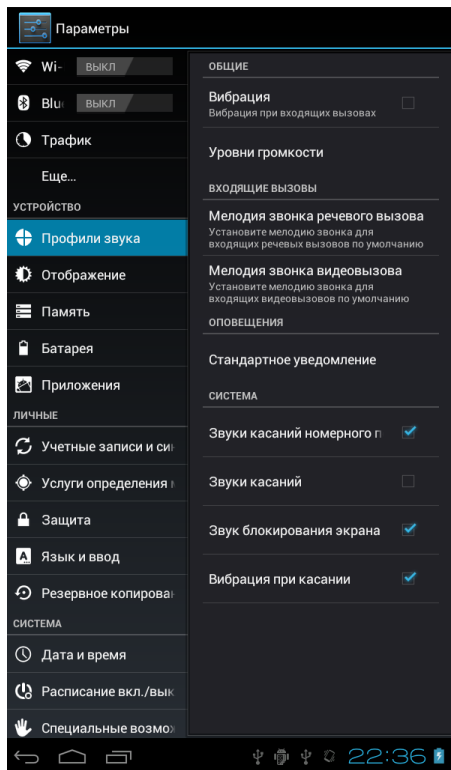 Параметры
Wi-
ВЫКЛ
Blu
ВЫКЛ
Трафик
Еще...
УСТРОЙСТВО
Профили звука
Отображение
Память
Батарея
Приложения
ЛИЧНЫЕ
Учетные записи и син
Услуги определения м
Защита
Язык и ввод
Резервное копирован
СИСТЕМА
Дата и время
Расписание вкл./вык
Специальные возмож
ОБЩИЕ
Вибрация
Вибрация при входящих вызовах
Уровни громкости
ВХОДЯЩИЕ ВЫЗОВЫ
Мелодия звонка речевого вызова
Установите мелодию звонка для
входящих речевых вызовов по умолчанию
Мелодия звонка видеовызова
Установите мелодию звонка для
входящих видеовызовов по умолчанию
ОПОВЕЩЕНИЯ
Стандартное уведомление
СИСТЕМА
Звуки касаний номерного п
Звуки касаний
Звук блокирования экрана
Вибрация при касании
22:36